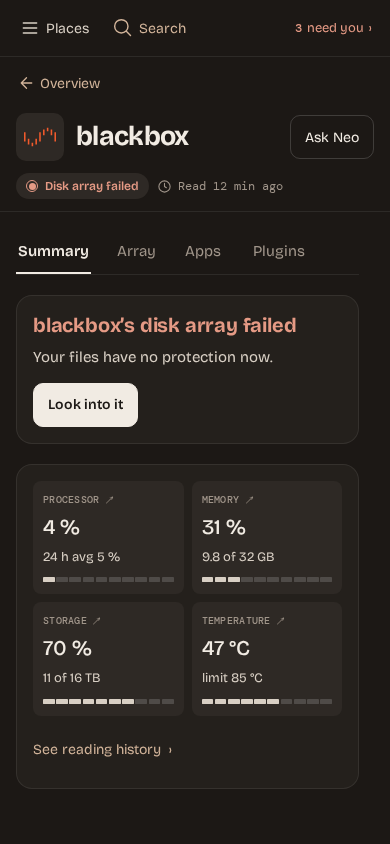 Places
Search
3 need you ›
← Overview
blackbox
Ask Neo
Disk array failed
Read 12 min ago
Summary
Array
Apps
Plugins
blackbox's disk array failed
Your files have no protection now.
Look into it
PROCESSOR ↗
4 %
24 h avg 5 %
MEMORY ↗
31 %
9.8 of 32 GB
STORAGE ↗
70 %
11 of 16 TB
TEMPERATURE ↗
47 °C
limit 85 °C
See reading history ›